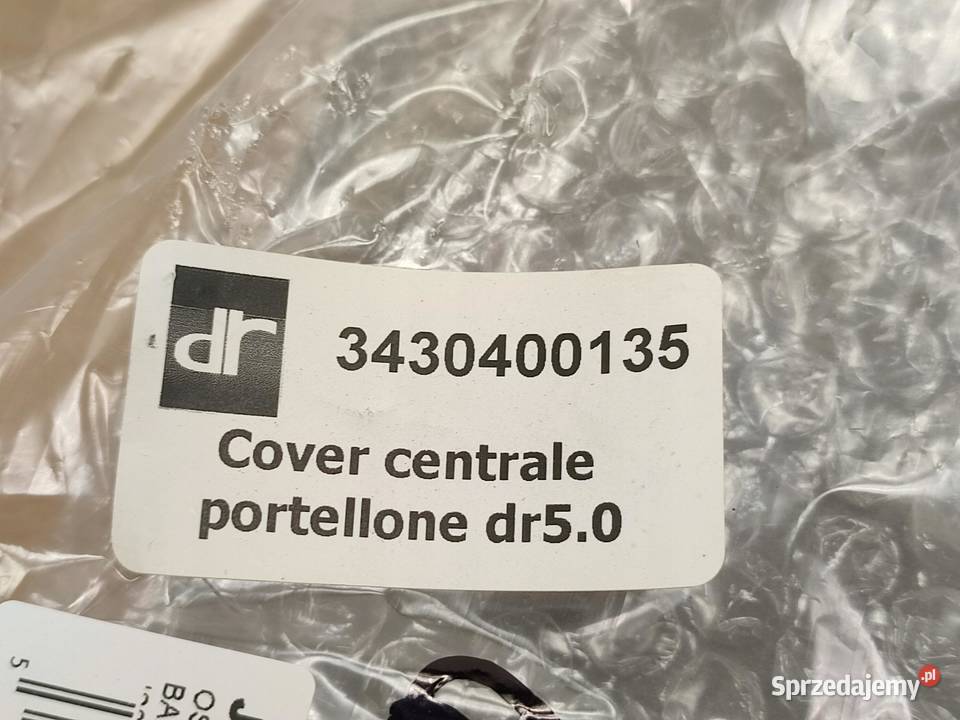 dr
3430400135
Cover centrale
portellone dr5.0
Sprzedajemy.pl